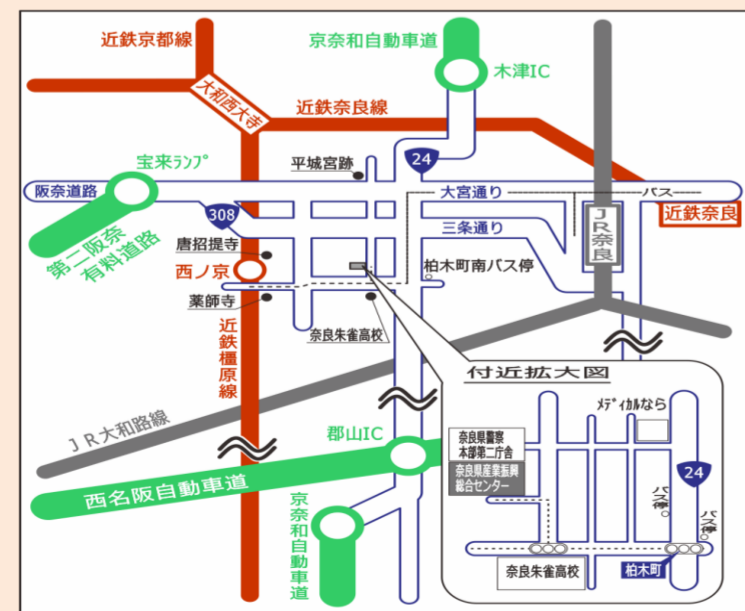 近鉄京都線
京奈和自動車道
木津IC
大和西大寺
近鉄奈良線
宝来ランプ
平城宮跡
24
阪奈道路
大宮通り
バス
308
三条通り
近鉄奈良
JR奈良
第二阪奈
有料道路
唐招提寺
西ノ京
柏木町南バス停
薬師寺
奈良朱雀高校
近鉄橿原線
付近拡大図
JR大和路線
メディカルなら
郡山IC
奈良県警察
本部第二庁舎
奈良県産業振興
総合センター
24
西名阪自動車道
バス停
バス停
京奈和自動車道
奈良朱雀高校
柏木町